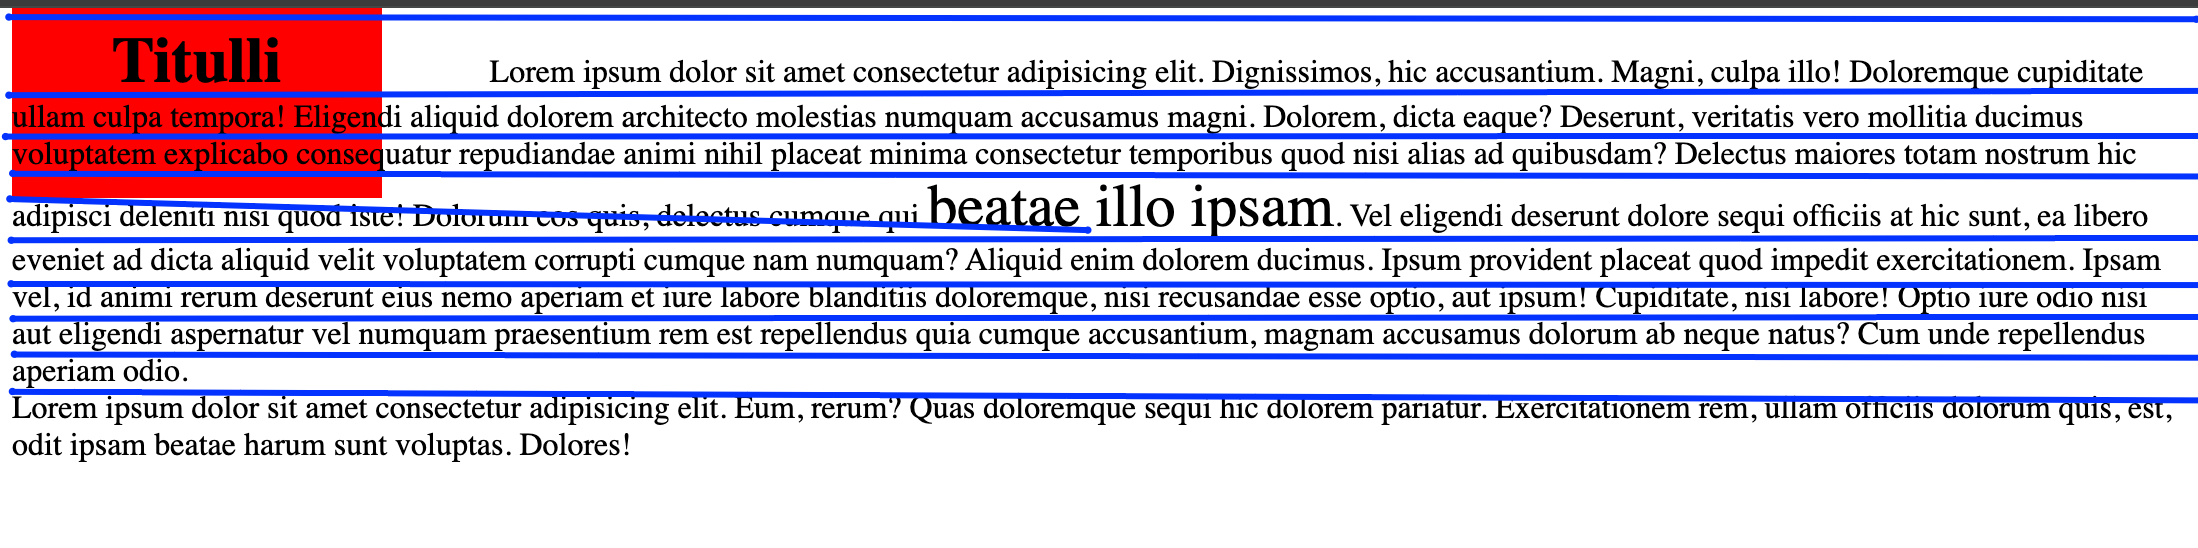 Titulli Lorem ipsum dolor sit amet consectetur adipisicing elit. Dignissimos, hic accusantium. Magni, culpa illo! Doloremque cupiditate
ullam culpa tempora! Eligendi aliquid dolorem architecto molestias numquam accusamus magni. Dolorem, dicta eaque? Deserunt, veritatis vero mollitia ducimus
voluptatem explicabo consequatur repudiandae animi nihil placeat minima consectetur temporibus quod nisi alias ad quibusdam? Delectus maiores totam nostrum hic
adipisci deleniti nisi quod iste! Dolorum eos quis, delectus cumque qui beatae illo ipsam. Vel eligendi deserunt dolore sequi officiis at hic sunt, ea libero
eveniet ad dicta aliquid velit voluptatem corrupti cumque nam numquam? Aliquid enim dolorem ducimus. Ipsum provident placeat quod impedit exercitationem. Ipsam
vel, id animi rerum deserunt eius nemo aperiam et iure labore blanditiis doloremque, nisi recusandae esse optio, aut ipsum! Cupiditate, nisi labore! Optio iure odio nisi
aut eligendi aspernatur vel numquam praesentium rem est repellendus quia cumque accusantium, magnam accusamus dolorum ab neque natus? Cum unde repellendus
aperiam odio.
Lorem ipsum dolor sit amet consectetur adipisicing elit. Eum, rerum? Quas doloremque sequi hic dolorem pariatur. Exercitationem rem, ullam officiis dolorum quis, est,
odit ipsam beatae harum sunt voluptas. Dolores!